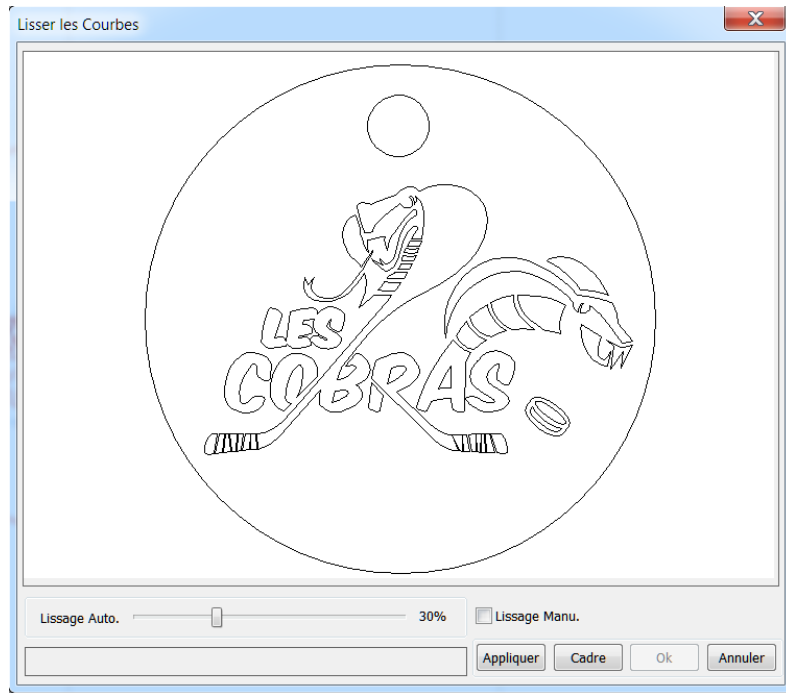 Lisser les Courbes
LES
COBRAS
Lissage Auto.
30%
Lissage Manu.
Appliquer
Cadre
Ok
Annuler